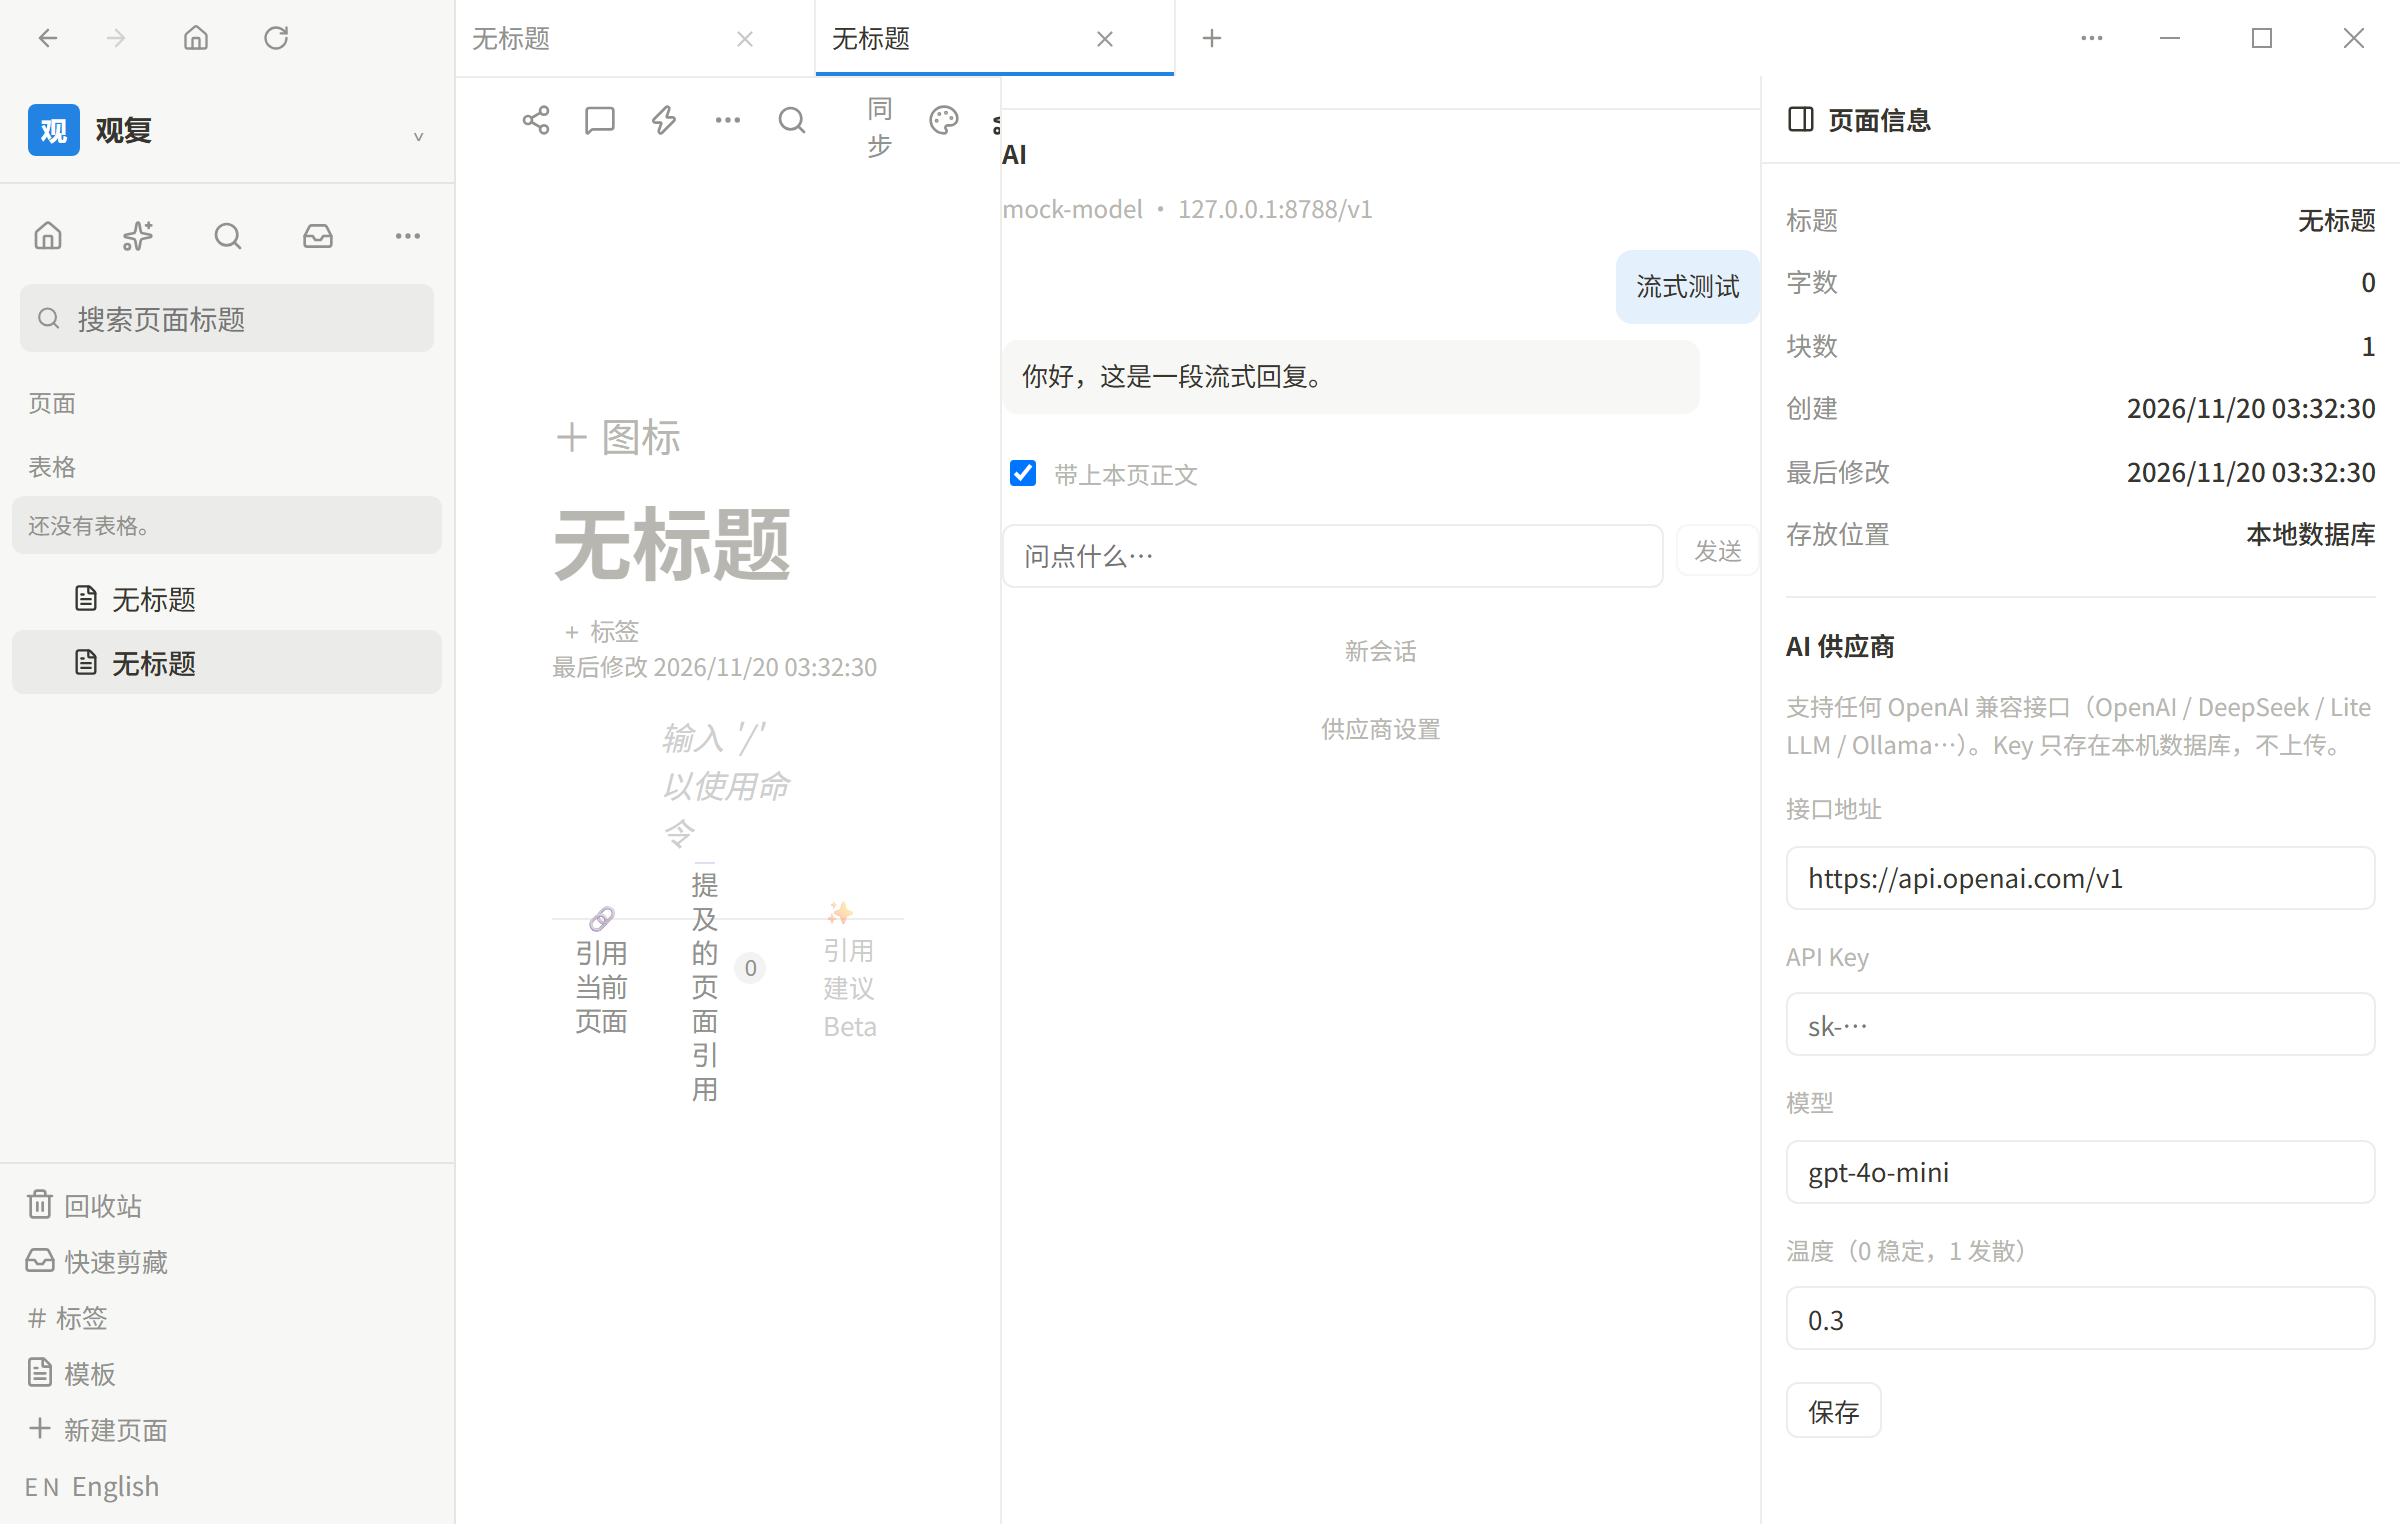 无标题
无标题
观 观复
搜索页面标题
页面
表格
还没有表格。
无标题
无标题
回收站
快速剪藏
# 标签
模板
新建页面
EN English
同
步
+ 图标
无标题
+ 标签
最后修改 2026/11/20 03:32:30
输入 '/'
以使用命
令
引用
当前
页面
提
及
的
页
面
引
用
0
引用
建议
Beta
AI
mock-model • 127.0.0.1:8788/v1
流式测试
你好，这是一段流式回复。
带上本页正文
问点什么…
发送
新会话
供应商设置
页面信息
标题 无标题
字数 0
块数 1
创建 2026/11/20 03:32:30
最后修改 2026/11/20 03:32:30
存放位置 本地数据库
AI 供应商
支持任何 OpenAI 兼容接口（OpenAI / DeepSeek / Lite
LLM / Ollama…）。Key 只存在本机数据库，不上传。
接口地址
https://api.openai.com/v1
API Key
sk-…
模型
gpt-4o-mini
温度（0 稳定，1 发散）
0.3
保存